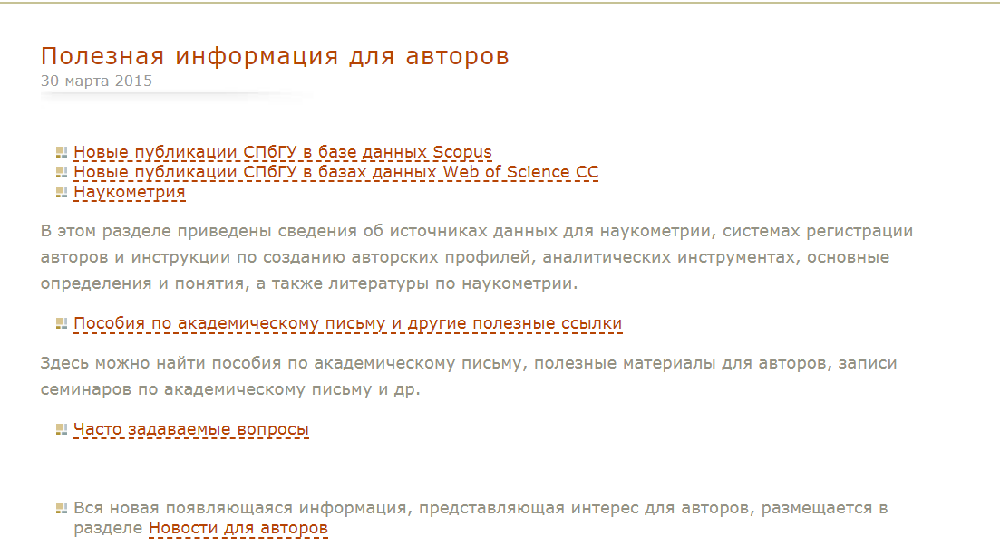 Полезная информация для авторов
30 марта 2015
Новые публикации СПбГУ в базе данных Scopus
Новые публикации СПбГУ в базах данных Web of Science CC
Наукометрия
В этом разделе приведены сведения об источниках данных для наукометрии, системах регистрации
авторов и инструкции по созданию авторских профилей, аналитических инструментах, основные
определения и понятия, а также литературы по наукометрии.
Пособия по академическому письму и другие полезные ссылки
Здесь можно найти пособия по академическому письму, полезные материалы для авторов, записи
семинаров по академическому письму и др.
Часто задаваемые вопросы
Вся новая появляющаяся информация, представляющая интерес для авторов, размещается в
разделе Новости для авторов